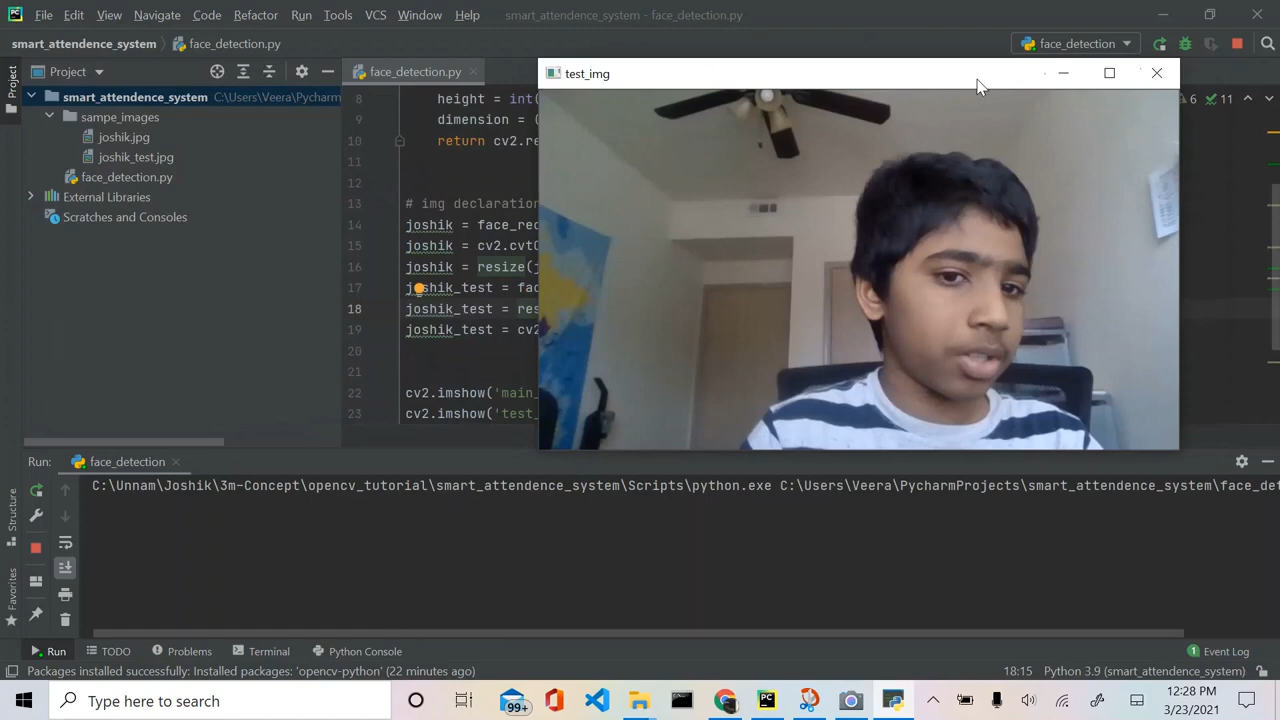 File Edit View Navigate Code Refactor Run Tools VCS Window Help smart_attendence_system - face_detection.py
smart_attendence_system face_detection.py face_detection
Project Project face_detection.py
test_img
smart_attendence_system C:\Users\Veera\Pycharm
sampe_images
joshik.jpg
joshik_test.jpg
face_detection.py
External Libraries
Scratches and Consoles
6 11
8 height = int(
9 dimension = (
10 return cv2.re
11
12
13 # img declaration
14 joshik = face_rec
15 joshik = cv2.cvtC
16 joshik = resize(j
17 joshik_test = fac
18 joshik_test = res
19 joshik_test = cv2
20
21
22 cv2.imshow('main_
23 cv2.imshow('test_
Run: face_detection
C:\Unnam\Joshik\3m-Concept\opencv_tutorial\smart_attendence_system\Scripts\python.exe C:\Users\Veera\PycharmProjects\smart_attendence_system\face_det
Structure
Favorites
Run TODO Problems Terminal Python Console 1 Event Log
Packages installed successfully: Installed packages: 'opencv-python' (22 minutes ago) 18:15 Python 3.9 (smart_attendence_system)
Type here to search 99+ 12:28 PM
3/23/2021